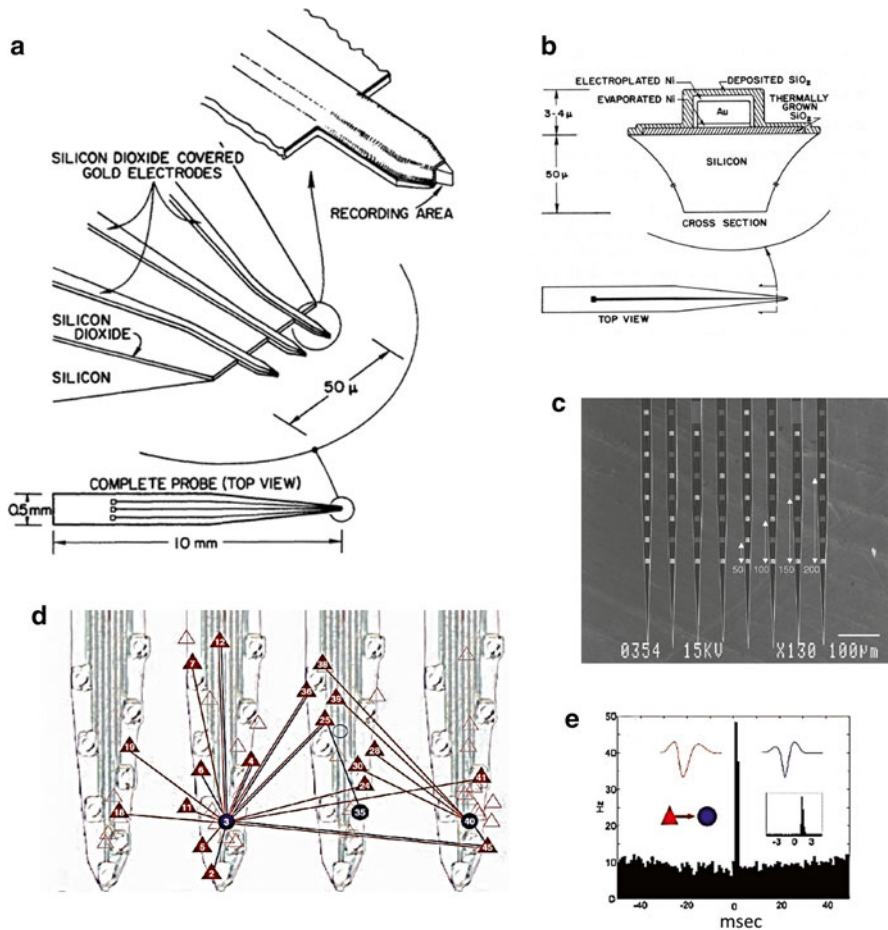 a
SILICON DIOXIDE COVERED
GOLD ELECTRODES
RECORDING AREA
SILICON
DIOXIDE
SILICON
50 μ
COMPLETE PROBE (TOP VIEW)
0.5mm
10 mm
b
ELECTROPLATED Ni
DEPOSITED SiO₂
EVAPORATED Ni
THERMALLY
GROWN
SiO₂
3-4 μ
Au
50 μ
SILICON
CROSS SECTION
TOP VIEW
c
50
100
150
200
0354 15KV X130 100μm
d
12
7
38
36
39
25
10
28
6
4
30
41
24
18
11
3
35
40
5
45
2
e
50
40
30
20
10
0
Hz
-3 0 3
-40 -20 0 20 40
msec